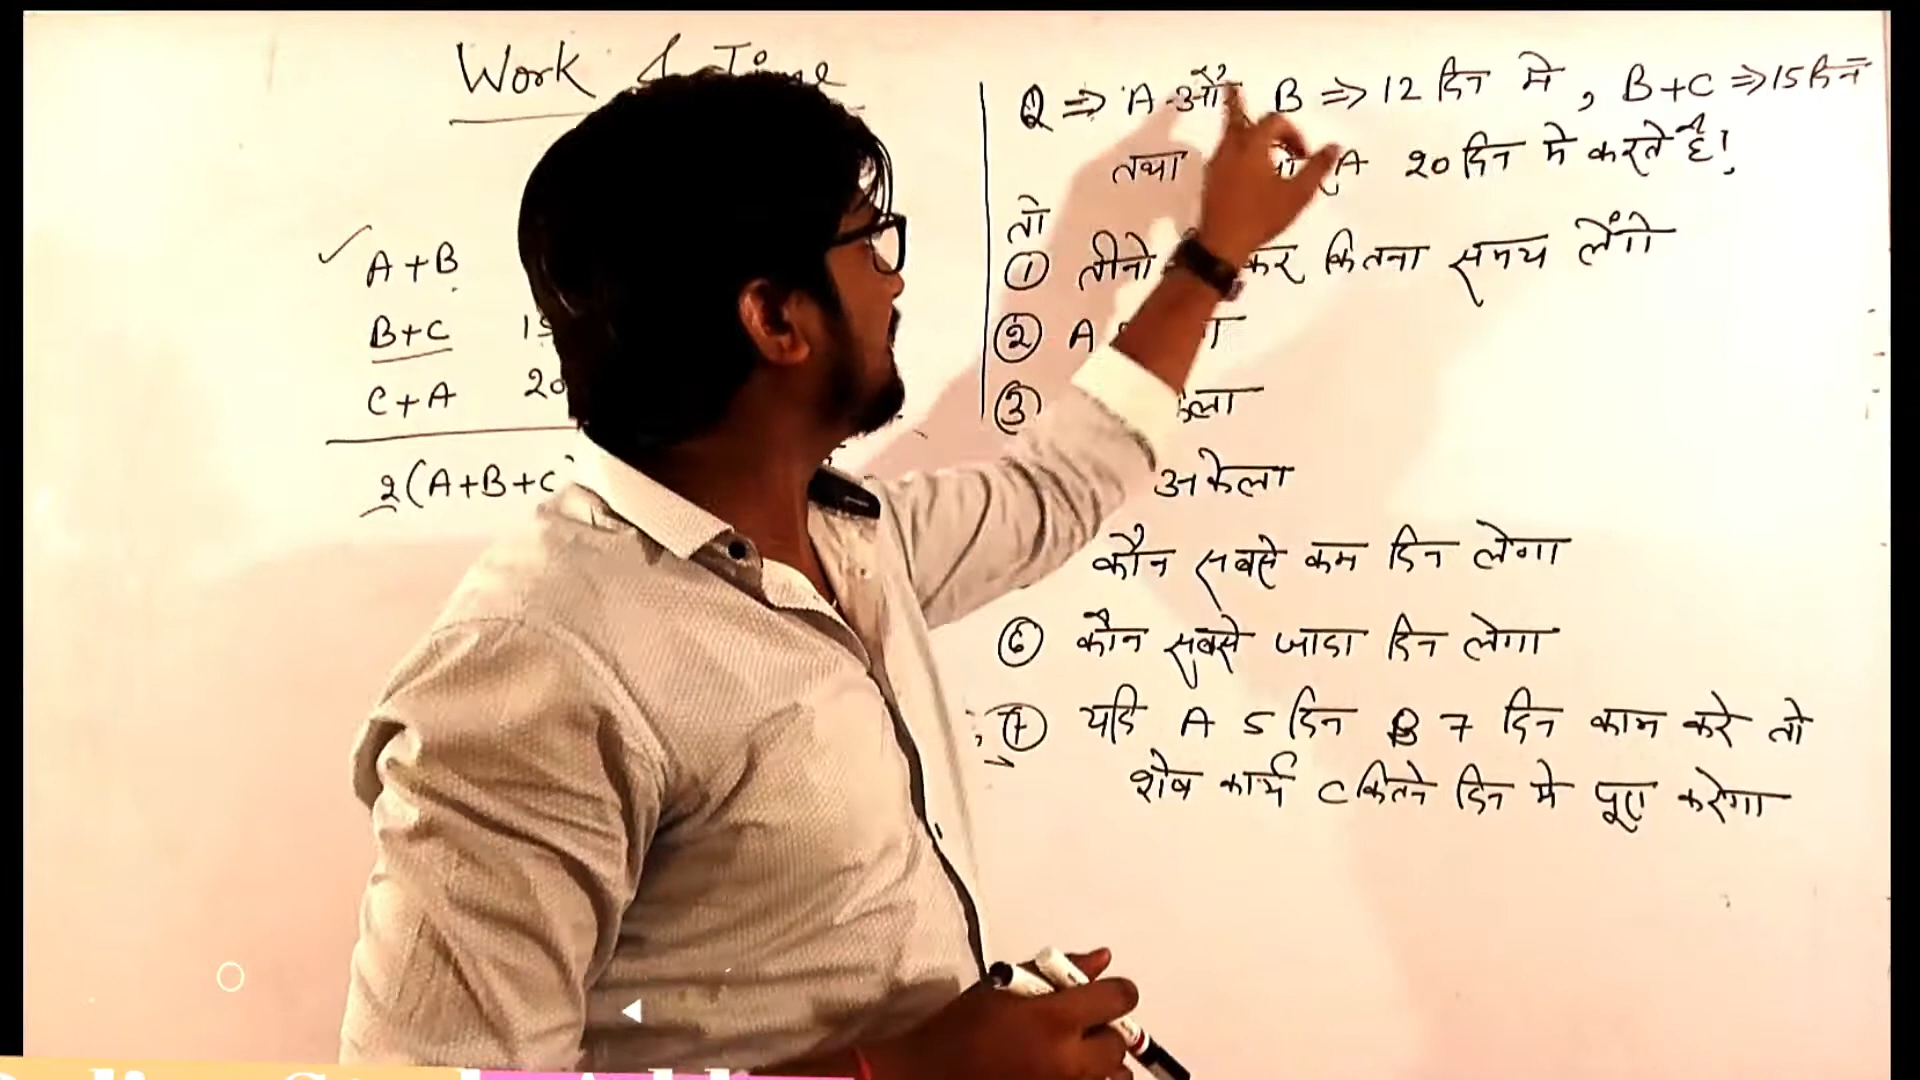 Work & Time
A+B
B+C
C+A 20
2(A+B+C
Q ⇒ A और B ⇒ 12 दिन मे , B+C ⇒ 15 दिन
तथा A 20 दिन मे करते है!
तो
① तीनो कर कितना समय लेंगे
② A
③
अकेला
कौन सबसे कम दिन लेगा
⑥ कौन सबसे जादा दिन लेगा
⑦ यदि A 5 दिन B 7 दिन काम करे तो
शेष कार्य C कितने दिन मे पूरा करेगा